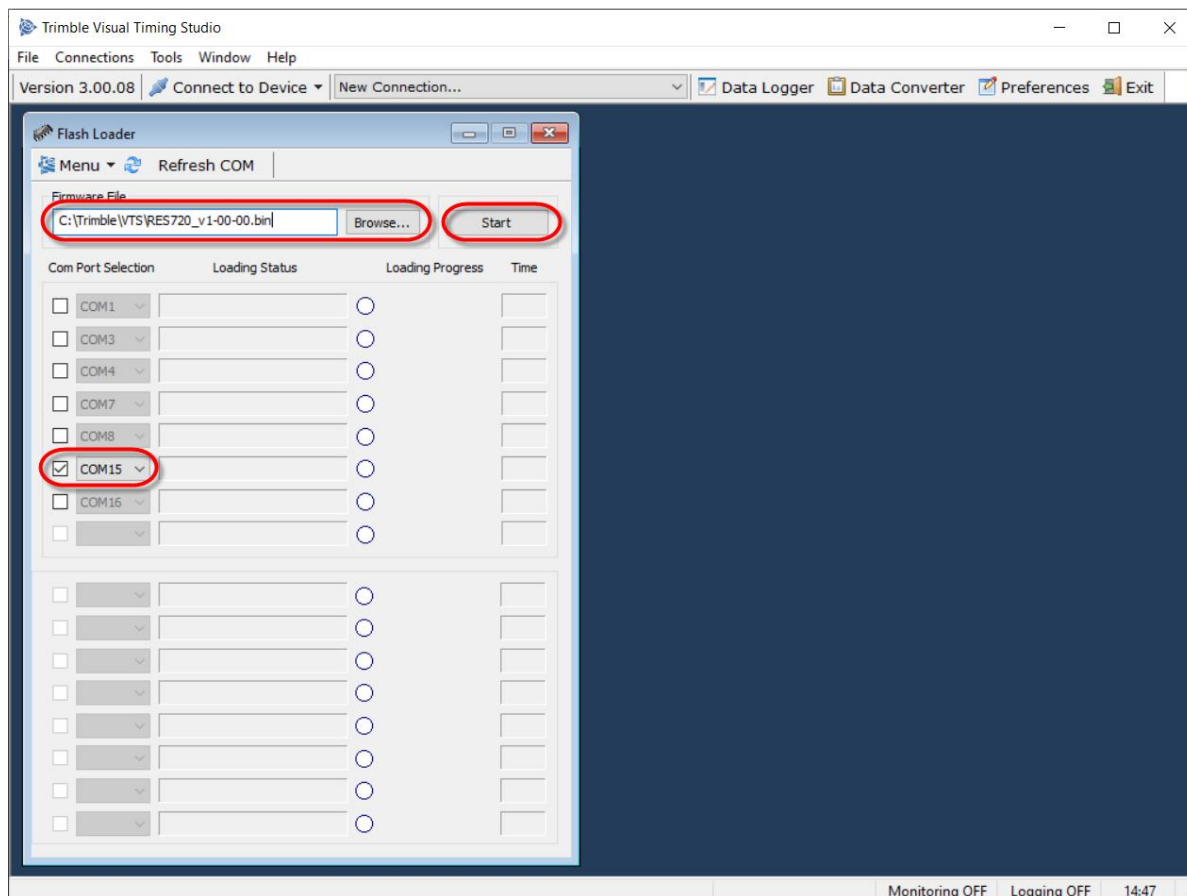 Trimble Visual Timing Studio
File Connections Tools Window Help
Version 3.00.08 Connect to Device New Connection... Data Logger Data Converter Preferences Exit
Flash Loader
Menu Refresh COM
Firmware File
C:\Trimble\VTS\RES720_v1-00-00.bin Browse... Start
Com Port Selection Loading Status Loading Progress Time
COM1
COM3
COM4
COM7
COM8
COM15
COM16
Monitoring OFF Logging OFF 14:47